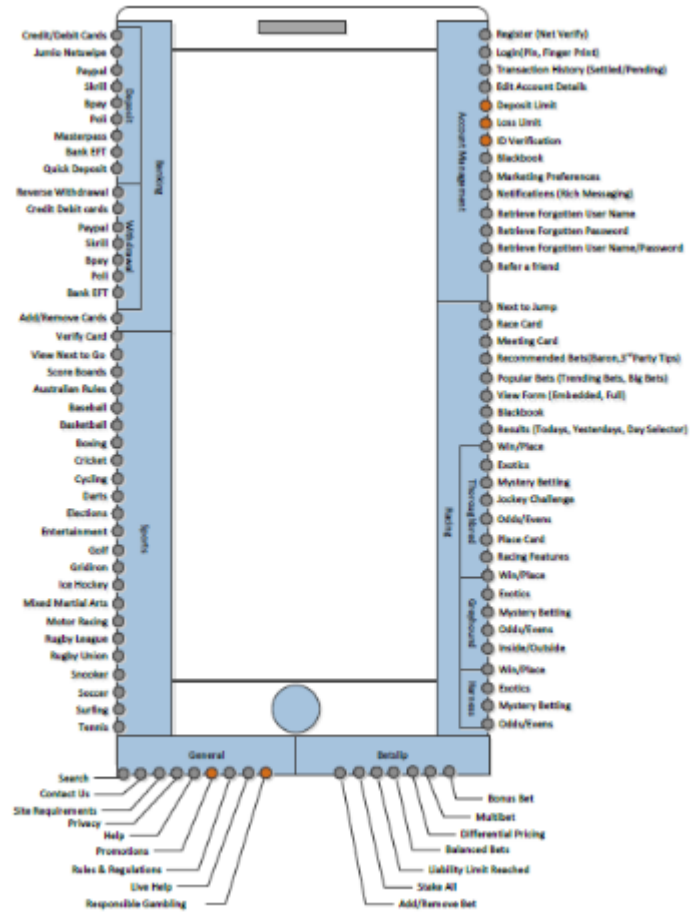 Credit/Debit Cards
Jumio Netswipe
Paypal
Skrill
Bpay
Poli
Masterpass
Bank EFT
Quick Deposit
Deposit
Reverse Withdrawal
Credit Debit cards
Paypal
Skrill
Bpay
Poli
Bank EFT
Withdrawal
Add/Remove Cards
Banking
Verify Card
View Next to Go
Score Boards
Australian Rules
Baseball
Basketball
Boxing
Cricket
Cycling
Darts
Elections
Entertainment
Golf
Gridiron
Ice Hockey
Mixed Martial Arts
Motor Racing
Rugby League
Rugby Union
Snooker
Soccer
Surfing
Tennis
Sports
Register (Net Verify)
Login(Pin, Finger Print)
Transaction History (Settled/Pending)
Edit Account Details
Deposit Limit
Loss Limit
ID Verification
Blackbook
Marketing Preferences
Notifications (Rich Messaging)
Retrieve Forgotten User Name
Retrieve Forgotten Password
Retrieve Forgotten User Name/Password
Refer a friend
Account Management
Next to Jump
Race Card
Meeting Card
Recommended Bets(Baron,3rd Party Tips)
Popular Bets (Trending Bets, Big Bets)
View Form (Embedded, Full)
Blackbook
Results (Todays, Yesterdays, Day Selector)
Racing
Win/Place
Exotics
Mystery Betting
Jockey Challenge
Odds/Evens
Place Card
Racing Features
Thoroughbred
Win/Place
Exotics
Mystery Betting
Odds/Evens
Inside/Outside
Greyhound
Win/Place
Exotics
Mystery Betting
Odds/Evens
Harness
General
Search
Contact Us
Site Requirements
Privacy
Help
Promotions
Rules & Regulations
Live Help
Responsible Gambling
Betslip
Bonus Bet
Multibet
Differential Pricing
Balanced Bets
Liability Limit Reached
Stake All
Add/Remove Bet